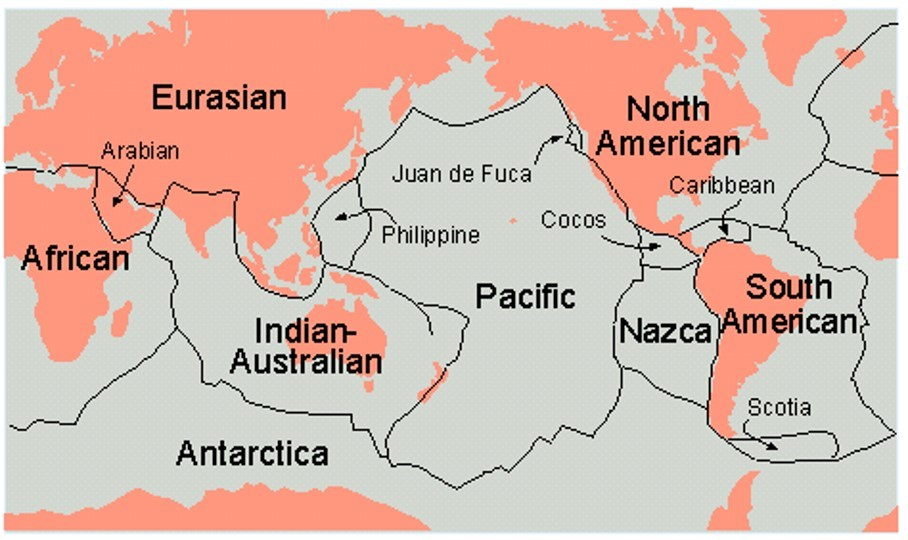 Eurasian
North
American
Arabian
Juan de Fuca
Caribbean
Cocos
Philippine
African
Pacific
South
American
Indian-
Australian
Nazca
Scotia
Antarctica